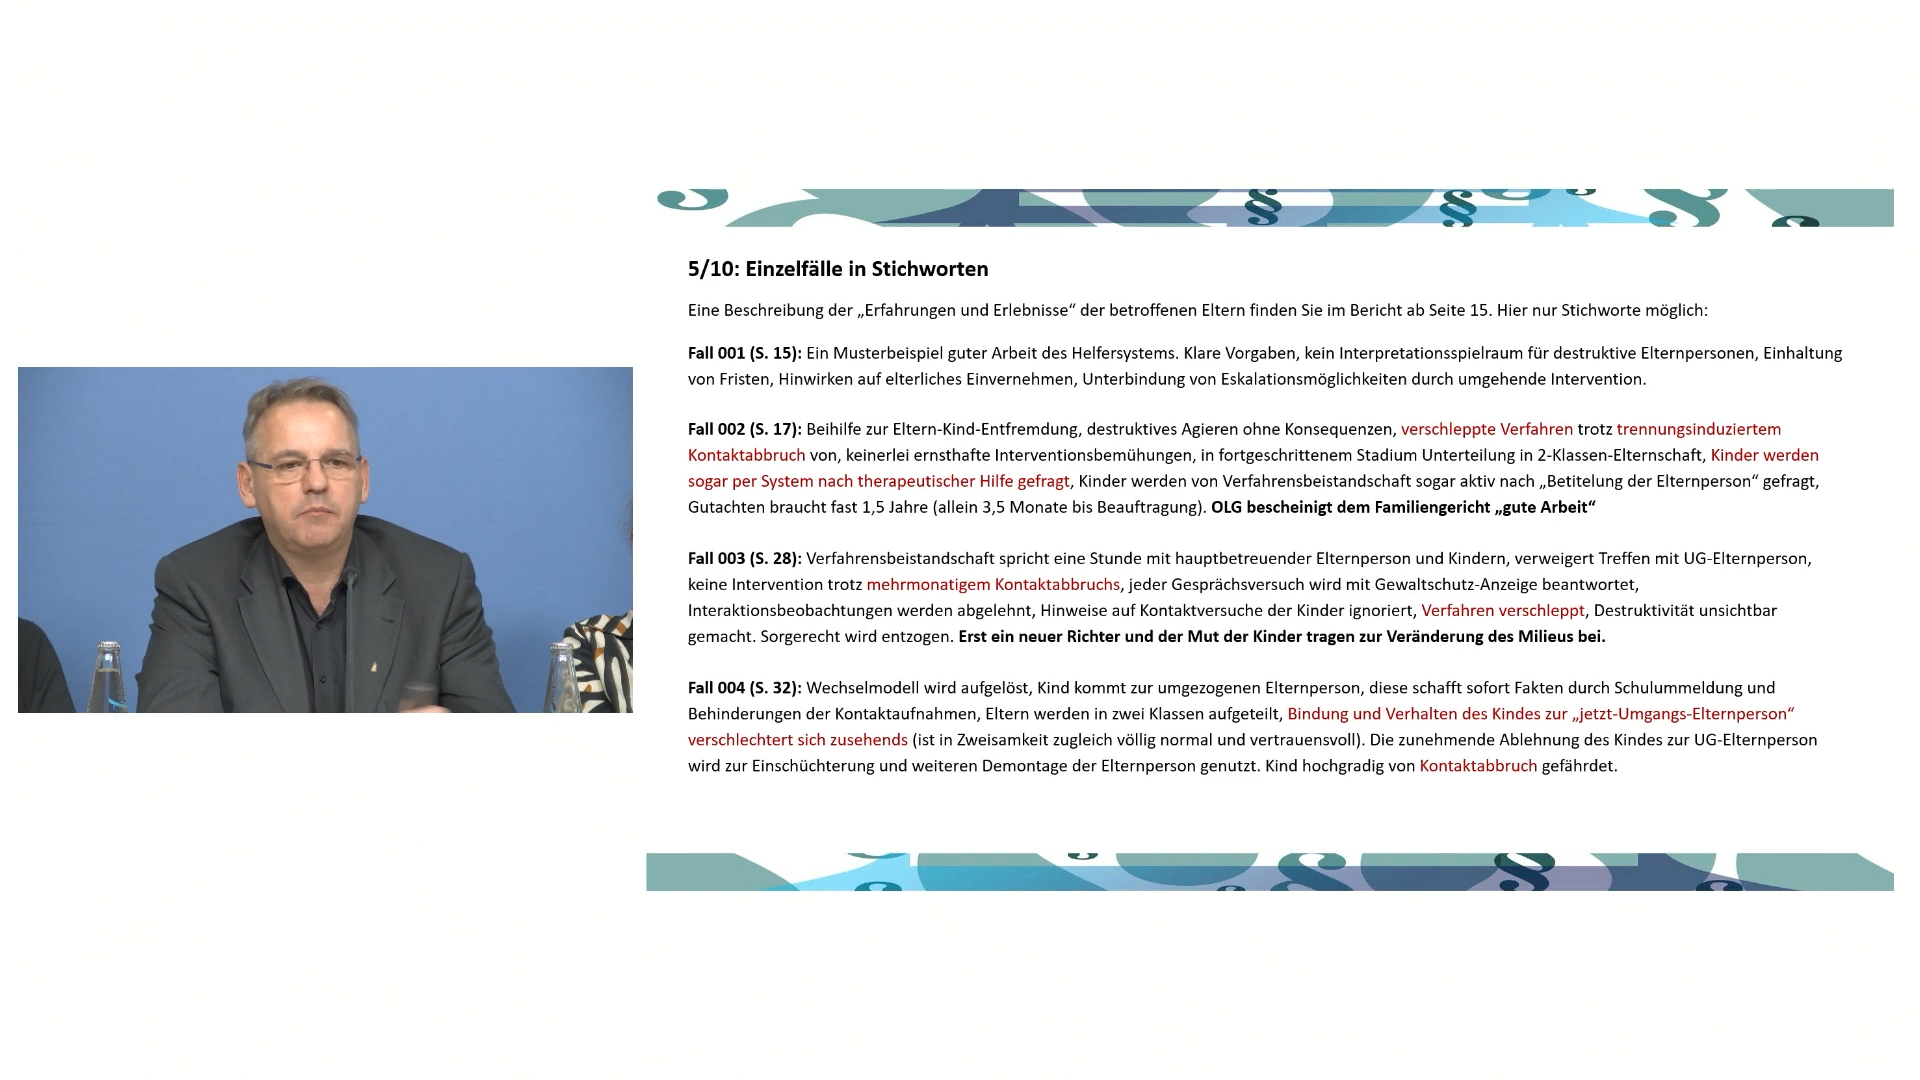 5/10: Einzelfälle in Stichworten
Eine Beschreibung der „Erfahrungen und Erlebnisse“ der betroffenen Eltern finden Sie im Bericht ab Seite 15. Hier nur Stichworte möglich:
Fall 001 (S. 15): Ein Musterbeispiel guter Arbeit des Helfersystems. Klare Vorgaben, kein Interpretationsspielraum für destruktive Elternpersonen, Einhaltung
von Fristen, Hinwirken auf elterliches Einvernehmen, Unterbindung von Eskalationsmöglichkeiten durch umgehende Intervention.
Fall 002 (S. 17): Beihilfe zur Eltern-Kind-Entfremdung, destruktives Agieren ohne Konsequenzen, verschleppte Verfahren trotz trennungsinduziertem
Kontaktabbruch von, keinerlei ernsthafte Interventionsbemühungen, in fortgeschrittenem Stadium Unterteilung in 2-Klassen-Elternschaft, Kinder werden
sogar per System nach therapeutischer Hilfe gefragt, Kinder werden von Verfahrensbeistandschaft sogar aktiv nach „Betitelung der Elternperson“ gefragt,
Gutachten braucht fast 1,5 Jahre (allein 3,5 Monate bis Beauftragung). OLG bescheinigt dem Familiengericht „gute Arbeit“
Fall 003 (S. 28): Verfahrensbeistandschaft spricht eine Stunde mit hauptbetreuender Elternperson und Kindern, verweigert Treffen mit UG-Elternperson,
keine Intervention trotz mehrmonatigem Kontaktabbruchs, jeder Gesprächsversuch wird mit Gewaltschutz-Anzeige beantwortet,
Interaktionsbeobachtungen werden abgelehnt, Hinweise auf Kontaktversuche der Kinder ignoriert, Verfahren verschleppt, Destruktivität unsichtbar
gemacht. Sorgerecht wird entzogen. Erst ein neuer Richter und der Mut der Kinder tragen zur Veränderung des Milieus bei.
Fall 004 (S. 32): Wechselmodell wird aufgelöst, Kind kommt zur umgezogenen Elternperson, diese schafft sofort Fakten durch Schulummeldung und
Behinderungen der Kontaktaufnahmen, Eltern werden in zwei Klassen aufgeteilt, Bindung und Verhalten des Kindes zur „jetzt-Umgangs-Elternperson“
verschlechtert sich zusehends (ist in Zweisamkeit zugleich völlig normal und vertrauensvoll). Die zunehmende Ablehnung des Kindes zur UG-Elternperson
wird zur Einschüchterung und weiteren Demontage der Elternperson genutzt. Kind hochgradig von Kontaktabbruch gefährdet.